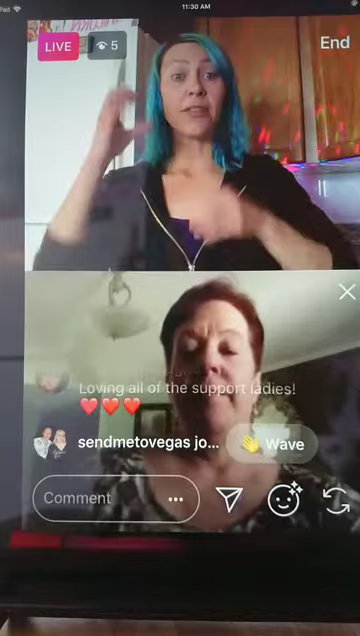 11:30 AM
LIVE
5
End
Loving all of the support ladies!
sendmetovegas jo...
Wave
Comment